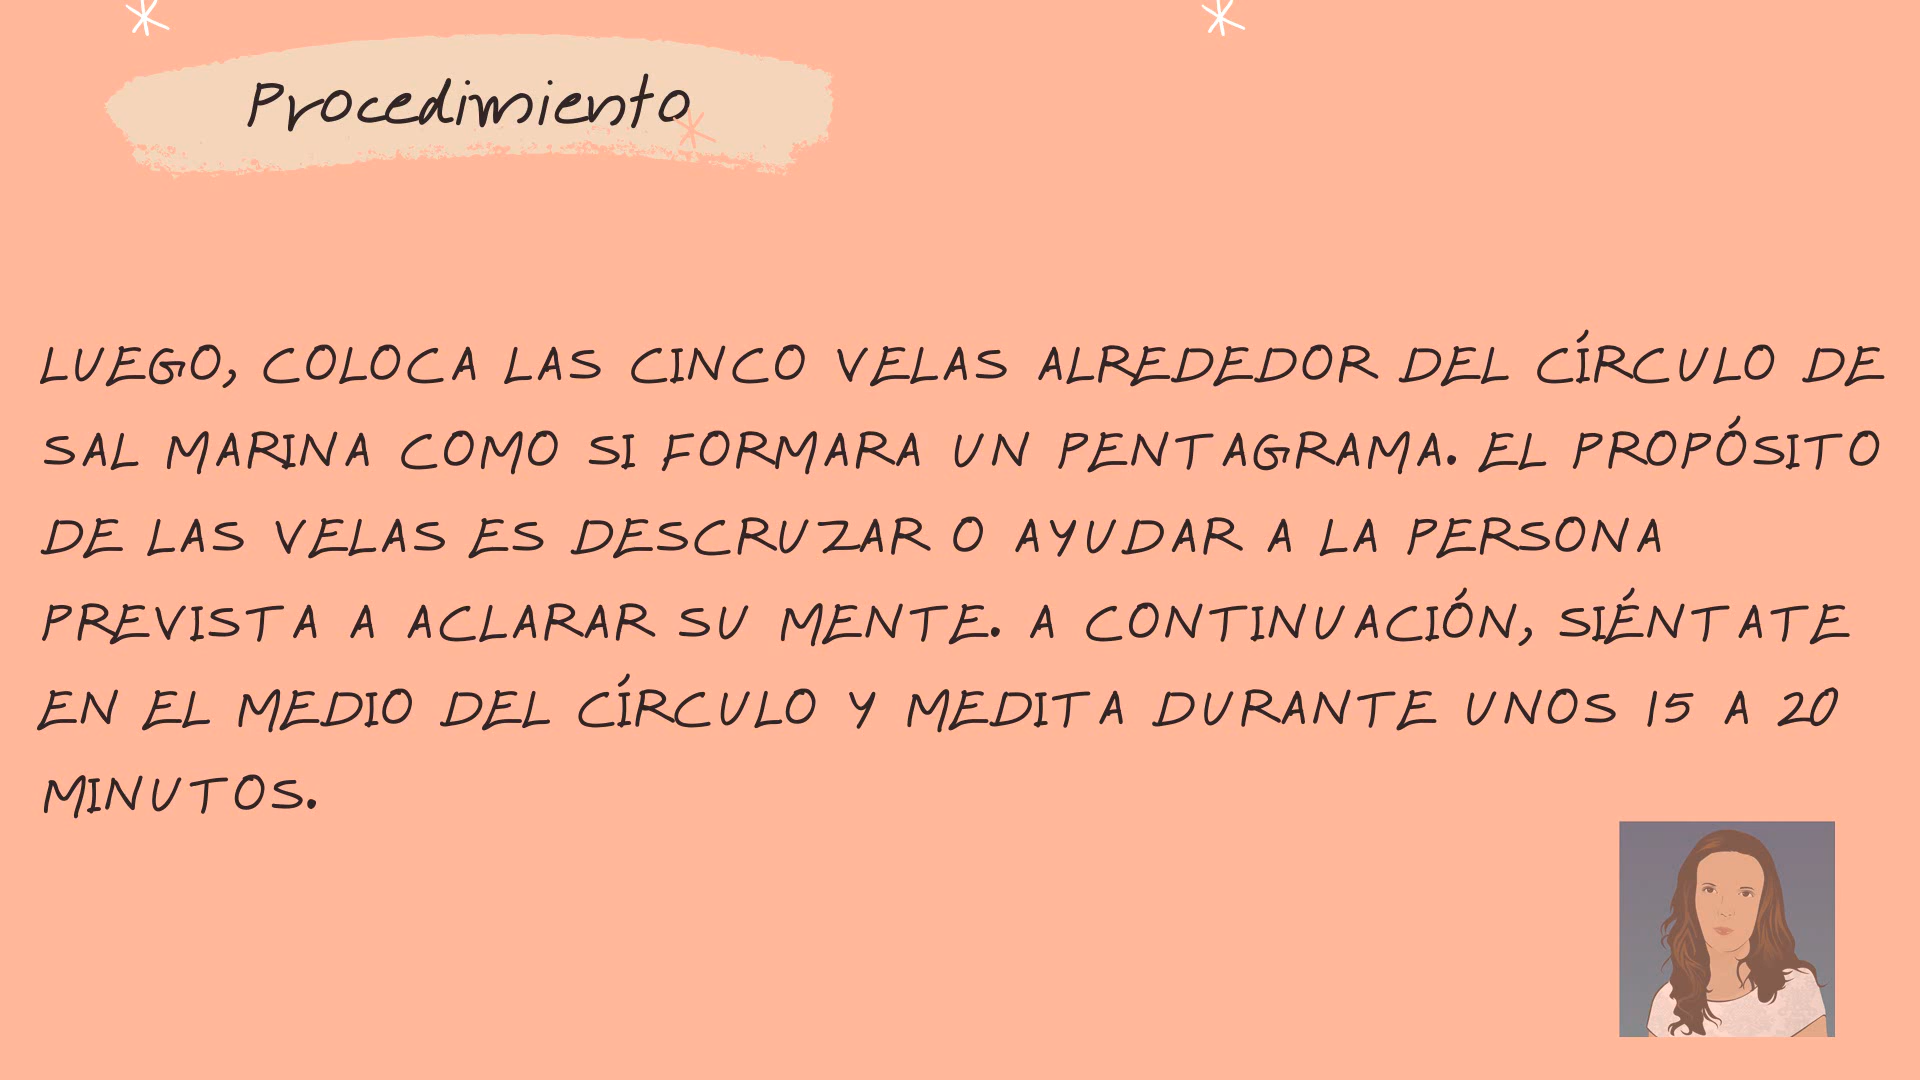 Procedimiento
LUEGO, COLOCA LAS CINCO VELAS ALREDEDOR DEL CÍRCULO DE
SAL MARINA COMO SI FORMARA UN PENTAGRAMA. EL PROPÓSITO
DE LAS VELAS ES DESCRUZAR O AYUDAR A LA PERSONA
PREVISTA A ACLARAR SU MENTE. A CONTINUACIÓN, SIÉNTATE
EN EL MEDIO DEL CÍRCULO Y MEDITA DURANTE UNOS 15 A 20
MINUTOS.